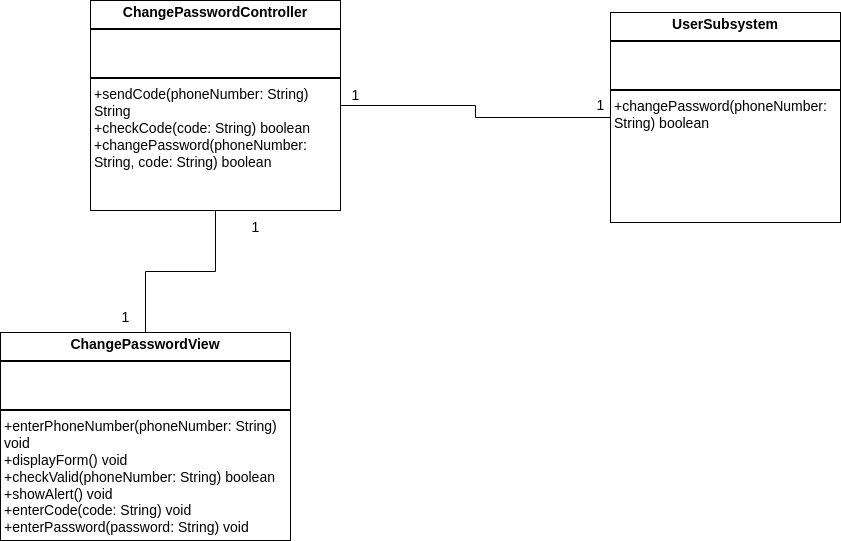 ChangePasswordController
+sendCode(phoneNumber: String)
String
+checkCode(code: String) boolean
+changePassword(phoneNumber:
String, code: String) boolean
1
1
UserSubsystem
+changePassword(phoneNumber:
String) boolean
1
1
ChangePasswordView
+enterPhoneNumber(phoneNumber: String)
void
+displayForm() void
+checkValid(phoneNumber: String) boolean
+showAlert() void
+enterCode(code: String) void
+enterPassword(password: String) void